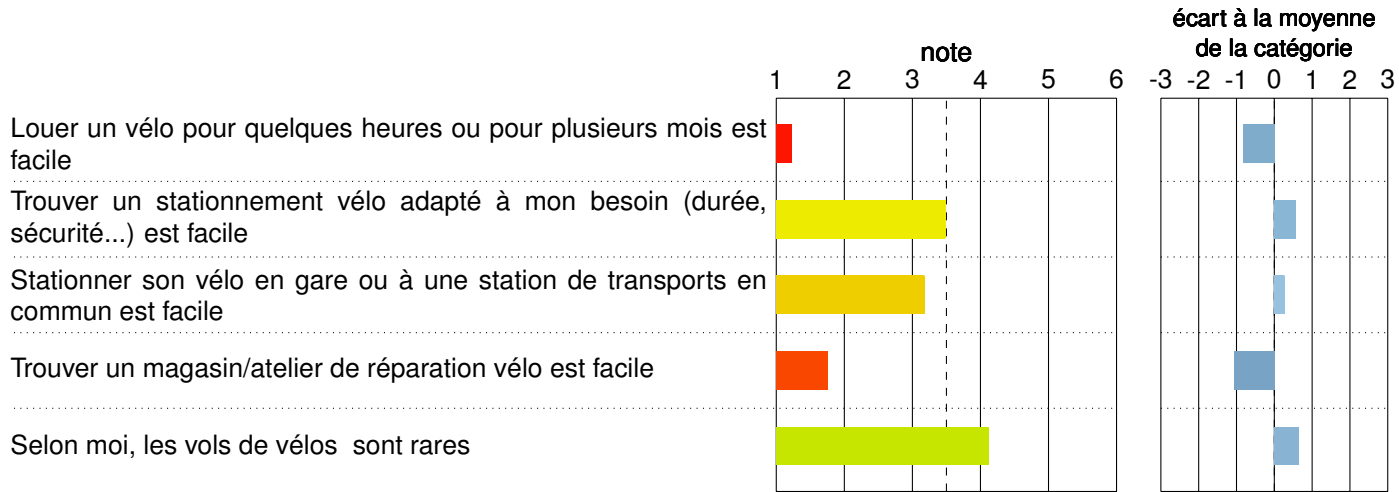 écart à la moyenne
note
de la catégorie
1 2 3 4 5 6
-3 -2 -1 0 1 2 3
Louer un vélo pour quelques heures ou pour plusieurs mois est
facile
Trouver un stationnement vélo adapté à mon besoin (durée,
sécurité...) est facile
Stationner son vélo en gare ou à une station de transports en
commun est facile
Trouver un magasin/atelier de réparation vélo est facile
Selon moi, les vols de vélos sont rares